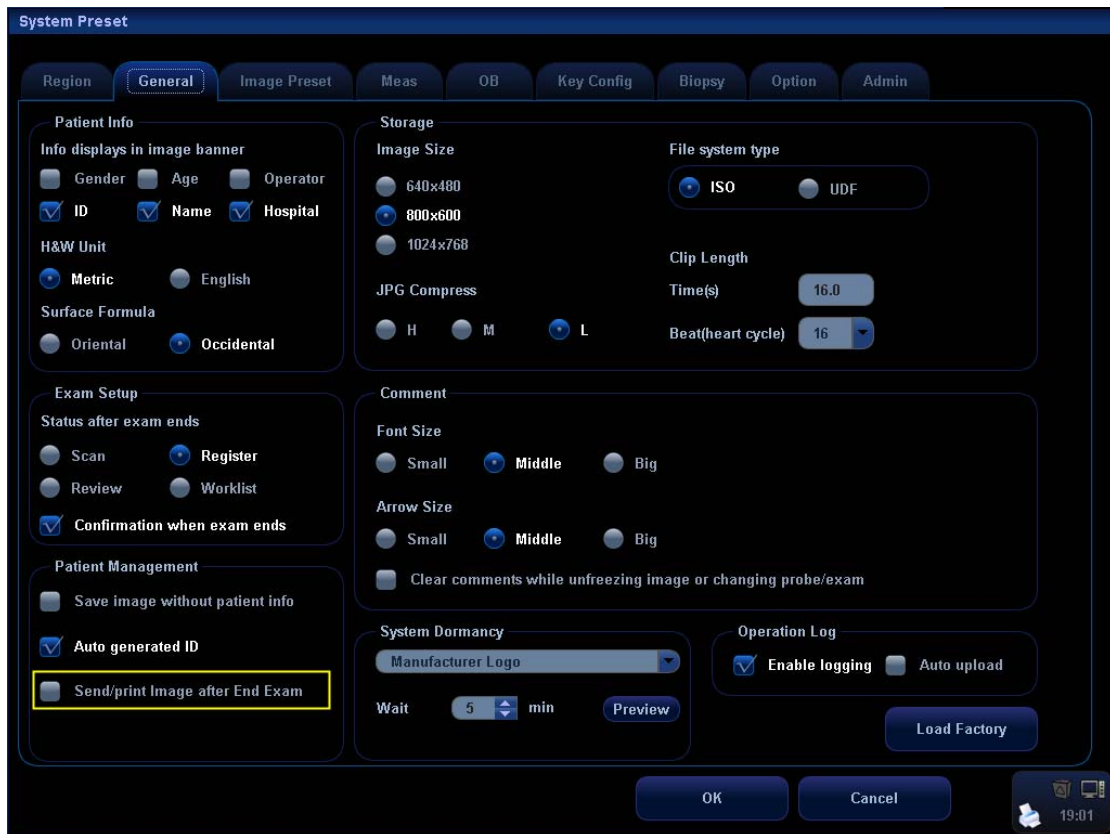 System Preset
Region General Image Preset Meas OB Key Config Biopsy Option Admin
Patient Info
Info displays in image banner
Gender Age Operator
ID Name Hospital
H&W Unit
Metric English
Surface Formula
Oriental Occidental
Storage
Image Size
640x480
800x600
1024x768
JPG Compress
H M L
File system type
ISO UDF
Clip Length
Time(s) 16.0
Beat(heart cycle) 16
Exam Setup
Status after exam ends
Scan Register
Review Worklist
Confirmation when exam ends
Comment
Font Size
Small Middle Big
Arrow Size
Small Middle Big
Clear comments while unfreezing image or changing probe/exam
Patient Management
Save image without patient info
Auto generated ID
Send/print Image after End Exam
System Dormancy
Manufacturer Logo
Wait 5 min Preview
Operation Log
Enable logging Auto upload
Load Factory
OK Cancel
19:01